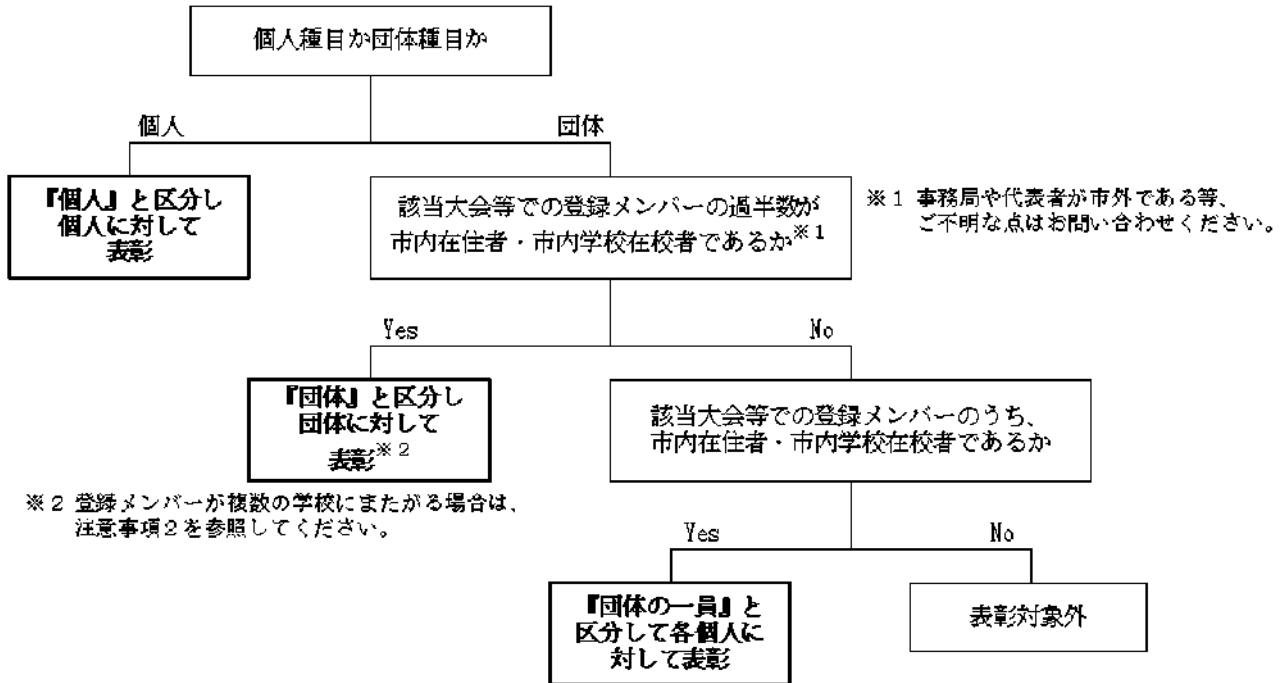 個人種目か団体種目か
個人
団体
『個人』と区分し
個人に対して
表彰
該当大会等での登録メンバーの過半数が
市内在住者・市内学校在校者であるか※1
※1 事務局や代表者が市外である等、
ご不明な点はお問い合わせください。
Yes
No
『団体』と区分し
団体に対して
表彰※2
該当大会等での登録メンバーのうち、
市内在住者・市内学校在校者であるか
※2 登録メンバーが複数の学校にまたがる場合は、
注意事項2を参照してください。
Yes
No
『団体の一員』と
区分して各個人に
対して表彰
表彰対象外